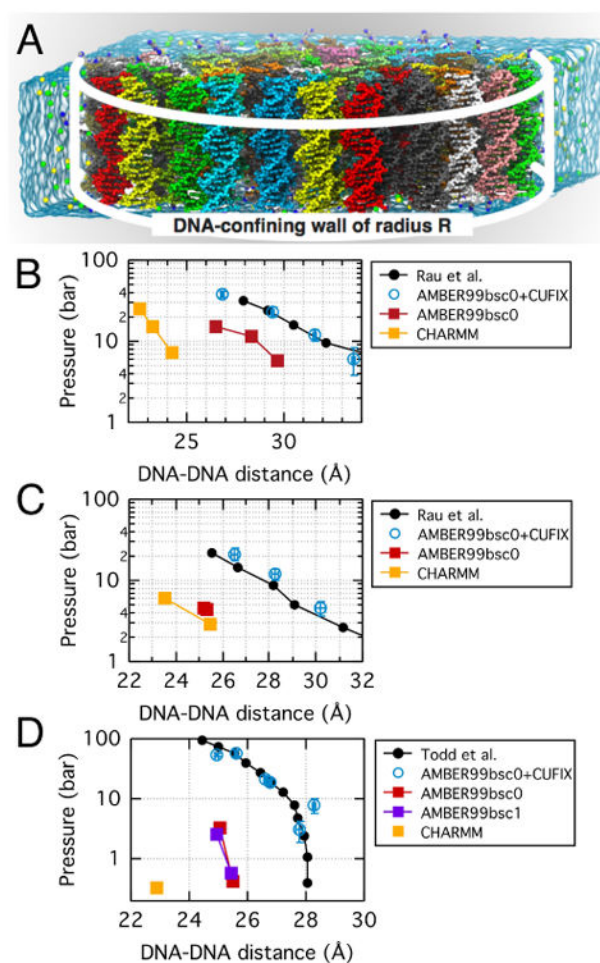 A
DNA-confining wall of radius R
B
Pressure (bar)
100
4
2
10
4
2
1
25
30
DNA-DNA distance (Å)
Rau et al.
AMBER99bsc0+CUFIX
AMBER99bsc0
CHARMM
C
Pressure (bar)
100
4
2
10
4
2
1
22
24
26
28
30
32
DNA-DNA distance (Å)
Rau et al.
AMBER99bsc0+CUFIX
AMBER99bsc0
CHARMM
D
Pressure (bar)
100
10
1
22
24
26
28
30
DNA-DNA distance (Å)
Todd et al.
AMBER99bsc0+CUFIX
AMBER99bsc0
AMBER99bsc1
CHARMM